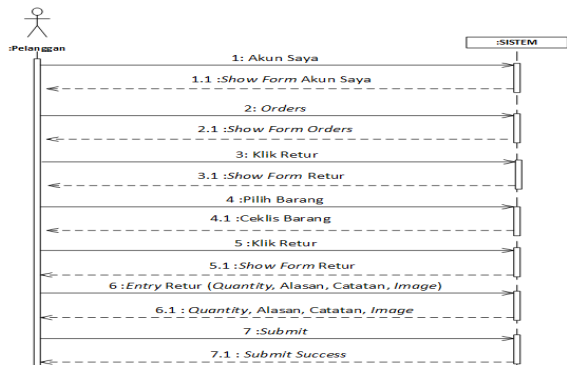 :Pelanggan
:SISTEM
1: Akun Saya
1.1 :Show Form Akun Saya
2: Orders
2.1 :Show Form Orders
3: Klik Retur
3.1 :Show Form Retur
4 :Pilih Barang
4.1 :Ceklis Barang
5 :Klik Retur
5.1 :Show Form Retur
6 :Entry Retur (Quantity, Alasan, Catatan, Image)
6.1 : Quantity, Alasan, Catatan, Image
7 :Submit
7.1 : Submit Success